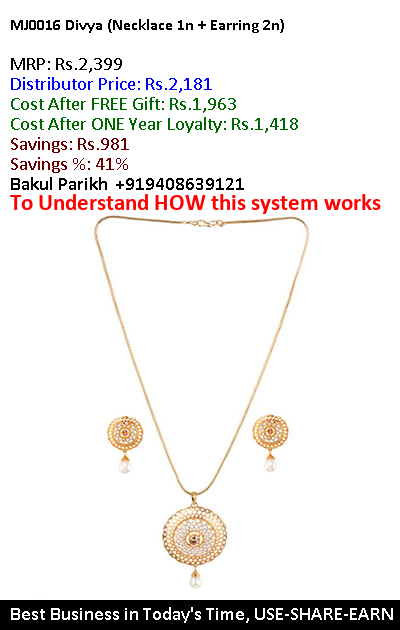 MJ0016 Divya (Necklace 1n + Earring 2n)
MRP: Rs.2,399
Distributor Price: Rs.2,181
Cost After FREE Gift: Rs.1,963
Cost After ONE Year Loyalty: Rs.1,418
Savings: Rs.981
Savings %: 41%
Bakul Parikh +919408639121
To Understand HOW this system works
Best Business in Today's Time, USE-SHARE-EARN